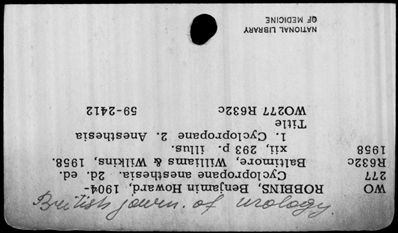 WO
277
R632c
1958
ROBBINS, Benjamin Howard, 1904-
Cyclopropane anesthesia. 2d. ed.
Baltimore, Williams & Wilkins, 1958.
xii, 293 p. illus.
1. Cyclopropane 2. Anesthesia
Title
WO277 R632c 59-2412
NATIONAL LIBRARY
OF MEDICINE
British journ. of urology.